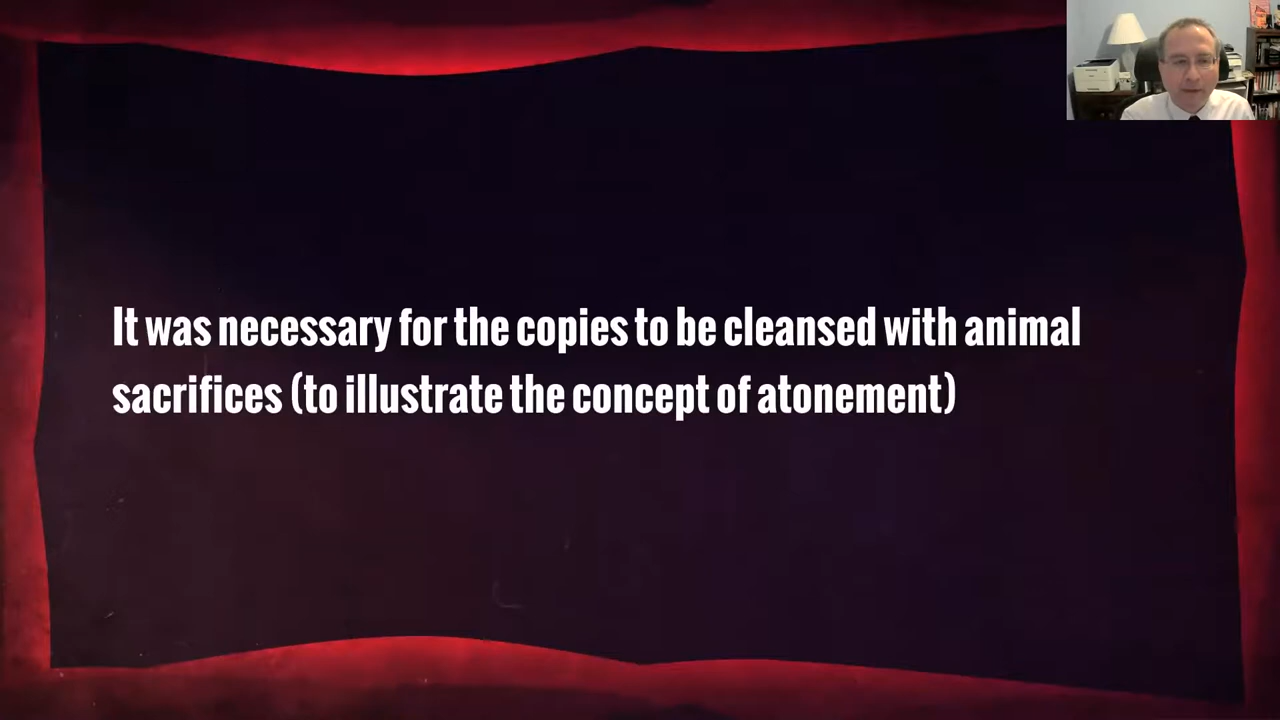 It was necessary for the copies to be cleansed with animal
sacrifices (to illustrate the concept of atonement)